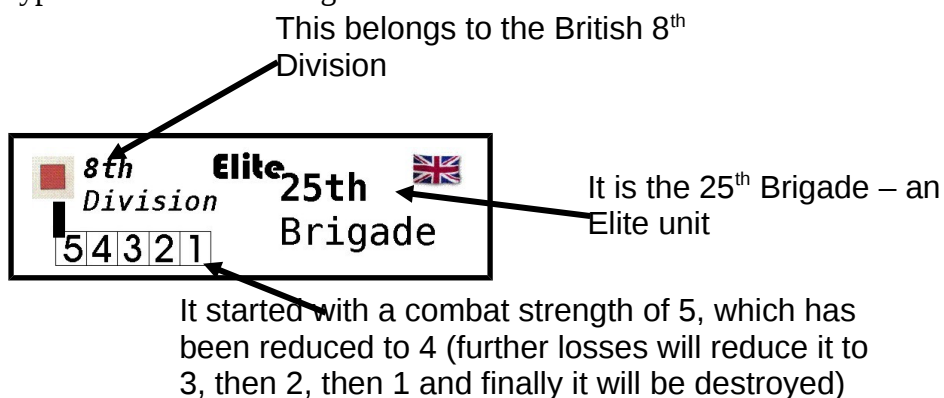 This belongs to the British 8th
Division
8th
Division
Elite
25th
Brigade
5 4 3 2 1
It is the 25th Brigade – an
Elite unit
It started with a combat strength of 5, which has
been reduced to 4 (further losses will reduce it to
3, then 2, then 1 and finally it will be destroyed)